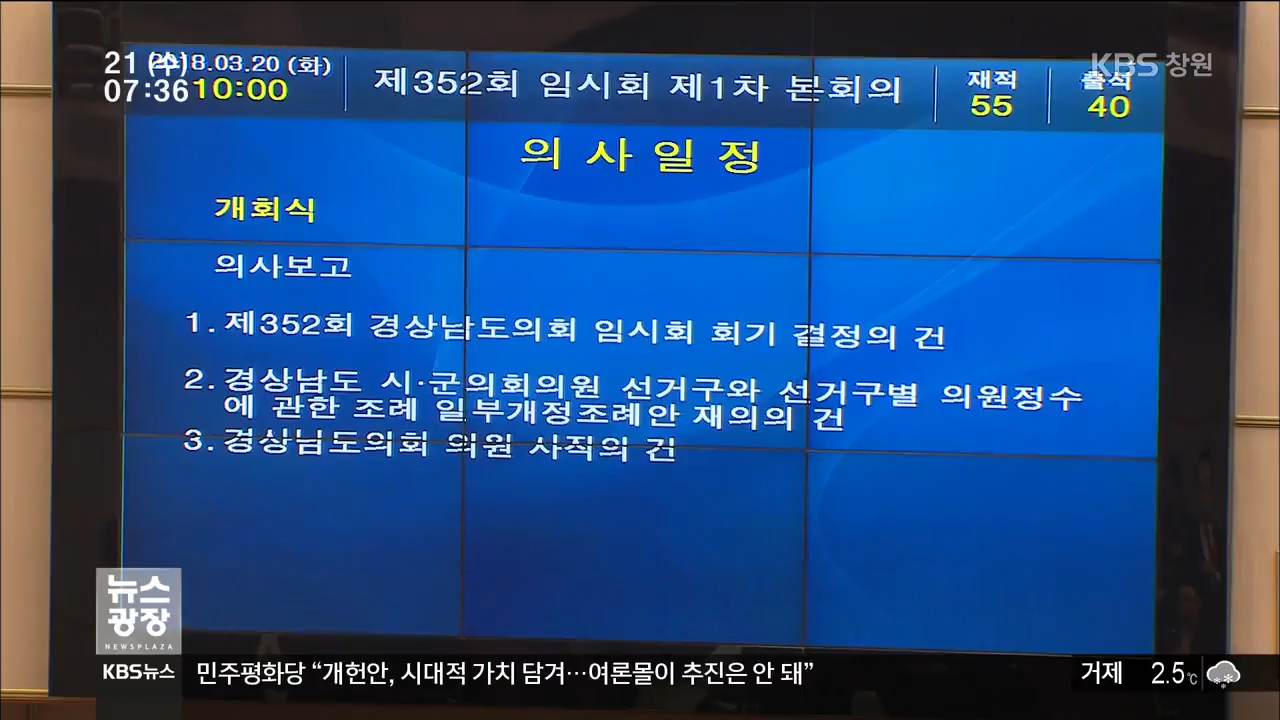 21 (수)
07:36
2018.03.20 (화)
10:00
제352회 임시회 제1차 본회의
재적
55
출석
40
KBS 창원
의 사 일 정
개회식
의사보고
1. 제352회 경상남도의회 임시회 회기 결정의 건
2. 경상남도 시·군의회의원 선거구와 선거구별 의원정수
에 관한 조례 일부개정조례안 재의의 건
3. 경상남도의회 의원 사직의 건
뉴스
광장
NEWSPLAZA
KBS뉴스
민주평화당 “개헌안, 시대적 가치 담겨…여론몰이 추진은 안 돼”
거제 2.5℃